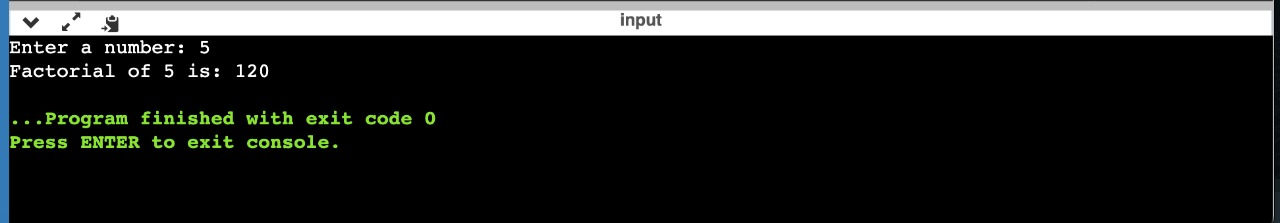 input
Enter a number: 5
Factorial of 5 is: 120
...Program finished with exit code 0
Press ENTER to exit console.